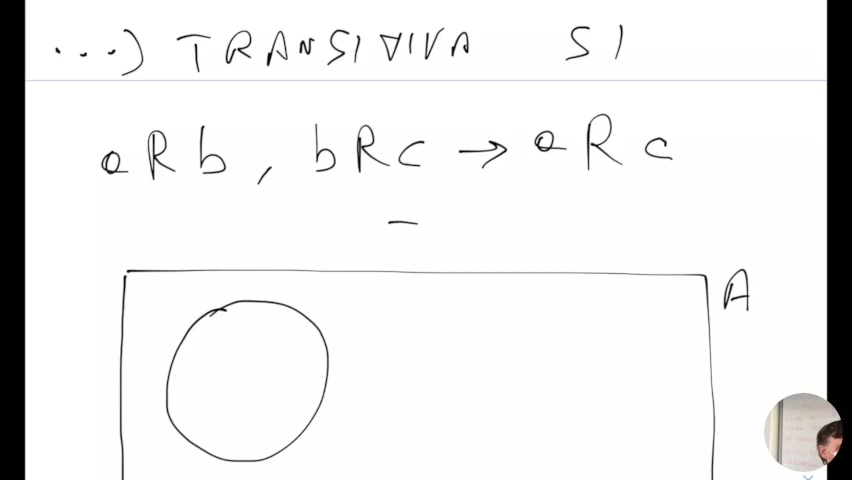 ...) TRANSITIVA SI
aRb, bRc → aRc
A